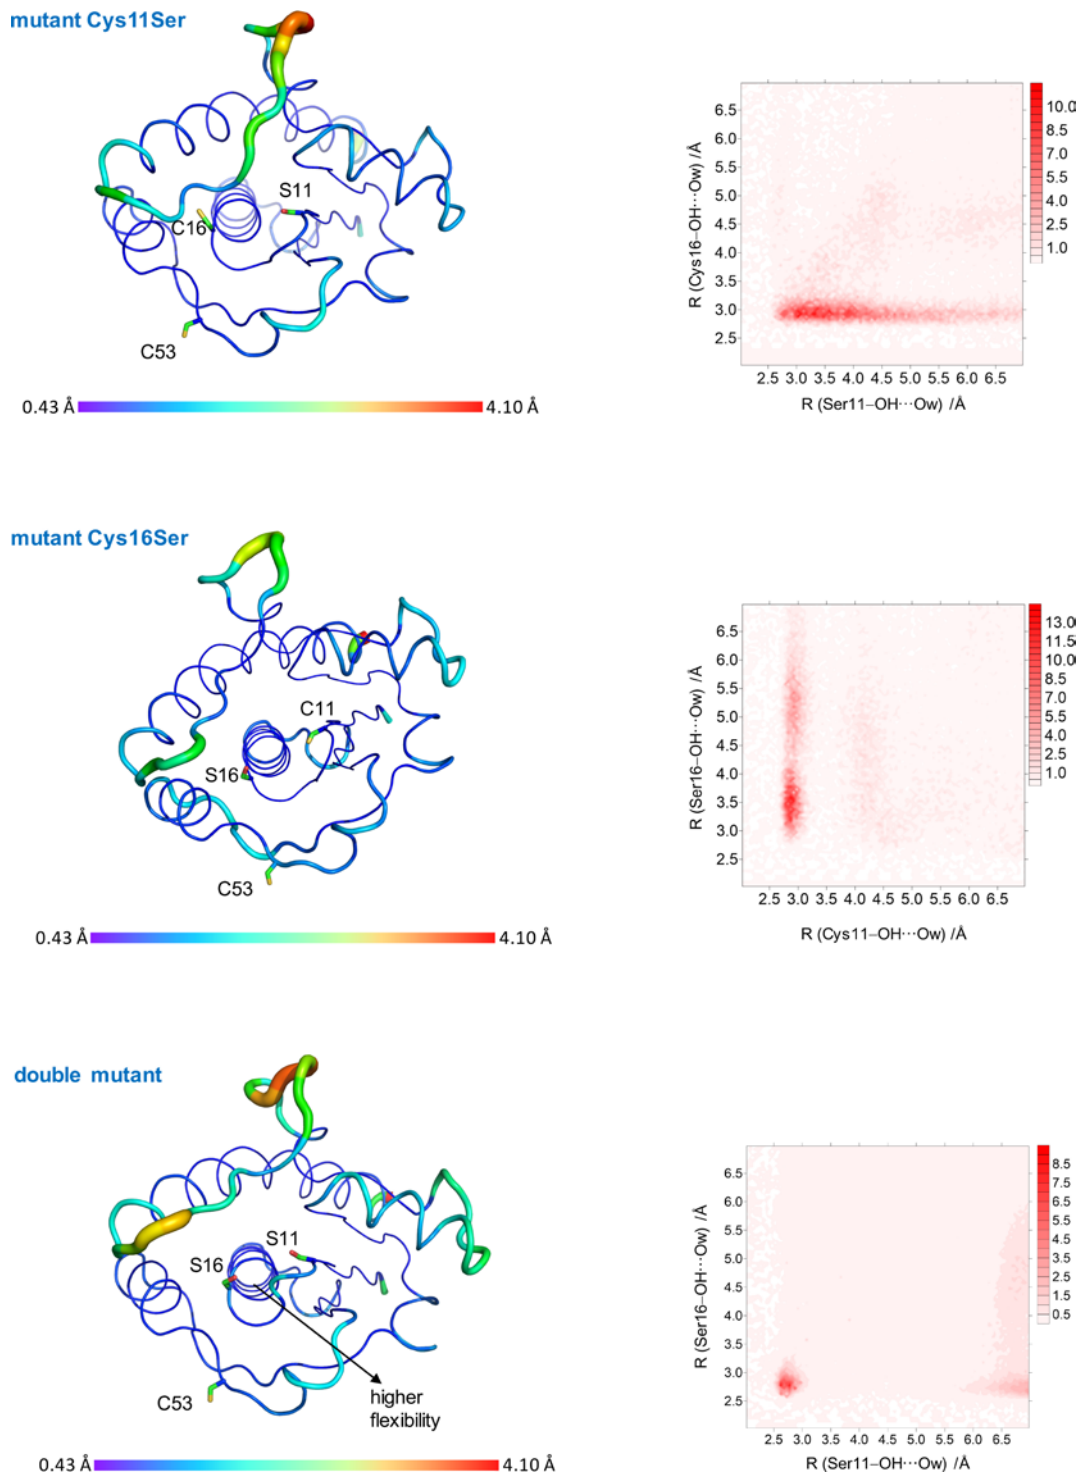 mutant Cys11Ser
S11
C16
C53
0.43 Å 4.10 Å
R (Cys16–OH···Ow) /Å
6.5
6.0
5.5
5.0
4.5
4.0
3.5
3.0
2.5
2.5 3.0 3.5 4.0 4.5 5.0 5.5 6.0 6.5
R (Ser11–OH···Ow) /Å
10.0
8.5
7.0
5.5
4.0
2.5
1.0
mutant Cys16Ser
C11
S16
C53
0.43 Å 4.10 Å
R (Ser16–OH···Ow) /Å
6.5
6.0
5.5
5.0
4.5
4.0
3.5
3.0
2.5
2.5 3.0 3.5 4.0 4.5 5.0 5.5 6.0 6.5
R (Cys11–OH···Ow) /Å
13.0
11.5
10.0
8.5
7.0
5.5
4.0
2.5
1.0
double mutant
S11
S16
C53
higher
flexibility
0.43 Å 4.10 Å
R (Ser16–OH···Ow) /Å
6.5
6.0
5.5
5.0
4.5
4.0
3.5
3.0
2.5
2.5 3.0 3.5 4.0 4.5 5.0 5.5 6.0 6.5
R (Ser11–OH···Ow) /Å
8.5
7.5
6.5
5.5
4.5
3.5
2.5
1.5
0.5